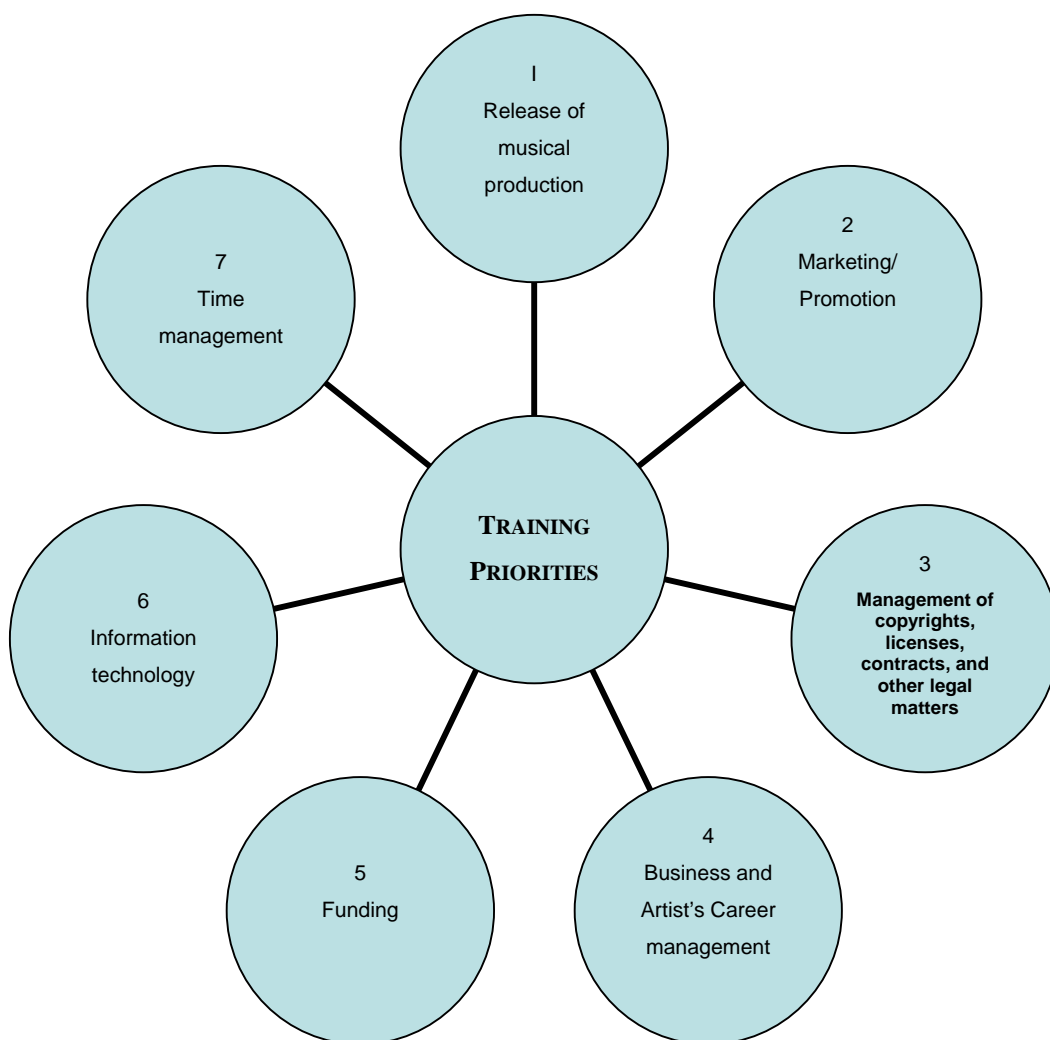 I
Release of
musical
production
2
Marketing/
Promotion
3
Management of
copyrights,
licenses,
contracts, and
other legal
matters
4
Business and
Artist’s Career
management
5
Funding
6
Information
technology
7
Time
management
TRAINING
PRIORITIES